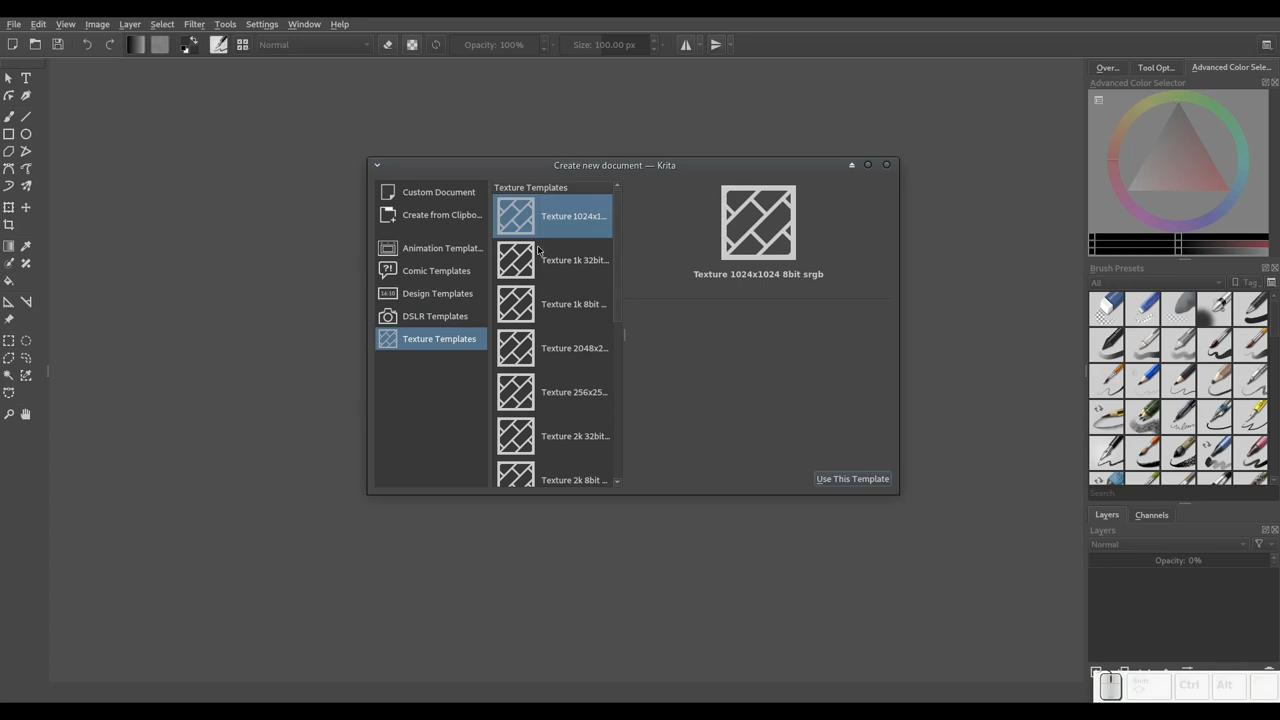 File Edit View Image Layer Select Filter Tools Settings Window Help
Normal Opacity: 100% Size: 100.00 px
Over... Tool Opt... Advanced Color Sele...
Advanced Color Selector
Create new document — Krita
Custom Document
Create from Clipbo...
Animation Templat...
Comic Templates
16:10 Design Templates
DSLR Templates
Texture Templates
Texture Templates
Texture 1024x1...
Texture 1k 32bit...
Texture 1k 8bit ...
Texture 2048x2...
Texture 256x25...
Texture 2k 32bit...
Texture 2k 8bit ...
Texture 1024x1024 8bit srgb
Use This Template
Brush Presets
All Tag
Search
Layers Channels
Layers
Normal
Opacity: 0%
Shift Ctrl Alt